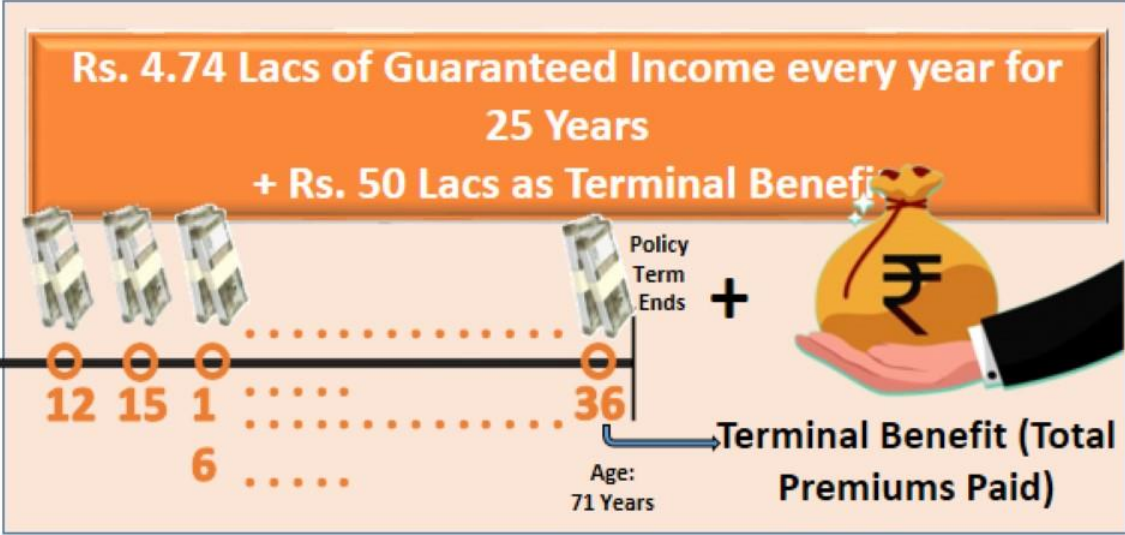 Rs. 4.74 Lacs of Guaranteed Income every year for
25 Years
+ Rs. 50 Lacs as Terminal Benefi
Policy
Term
Ends
+
₹
12 15 1
6
36
Age:
71 Years
Terminal Benefit (Total
Premiums Paid)